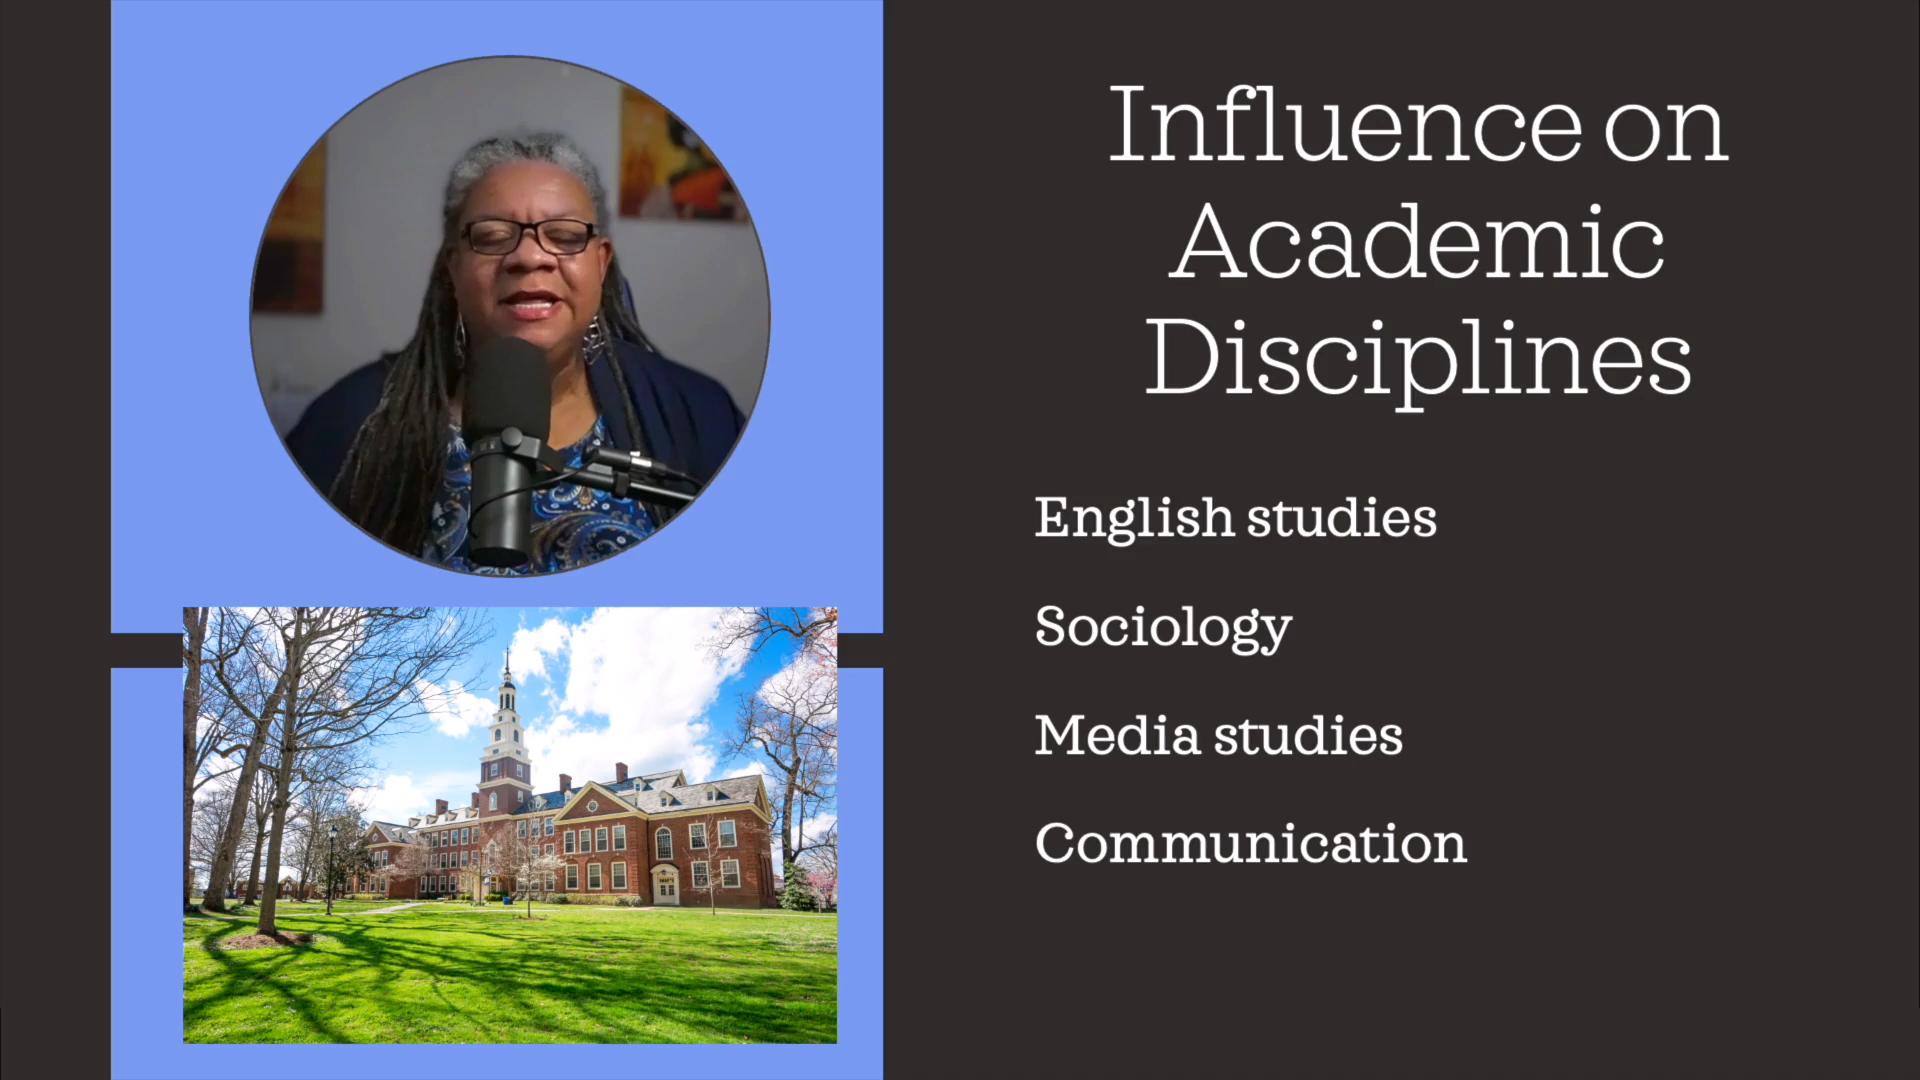 Influence on
Academic
Disciplines
English studies
Sociology
Media studies
Communication